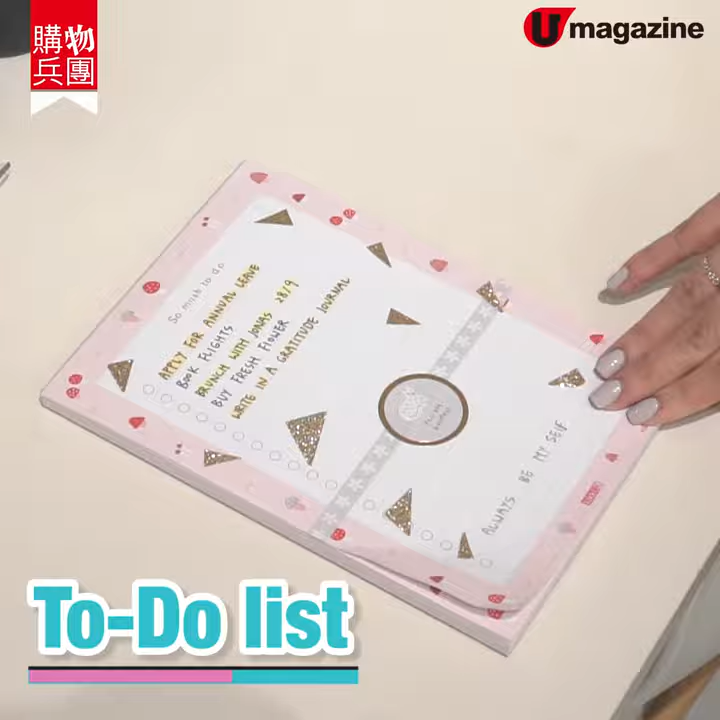 購物
兵團
U magazine
So much to do
APPLY FOR ANNUAL LEAVE
BOOK FLIGHTS
BRUNCH WITH JONAS 28/9
BUY FRESH FLOWER
WRITE IN A GRATITUDE JOURNAL
ALWAYS BE MY SELF
To-Do list